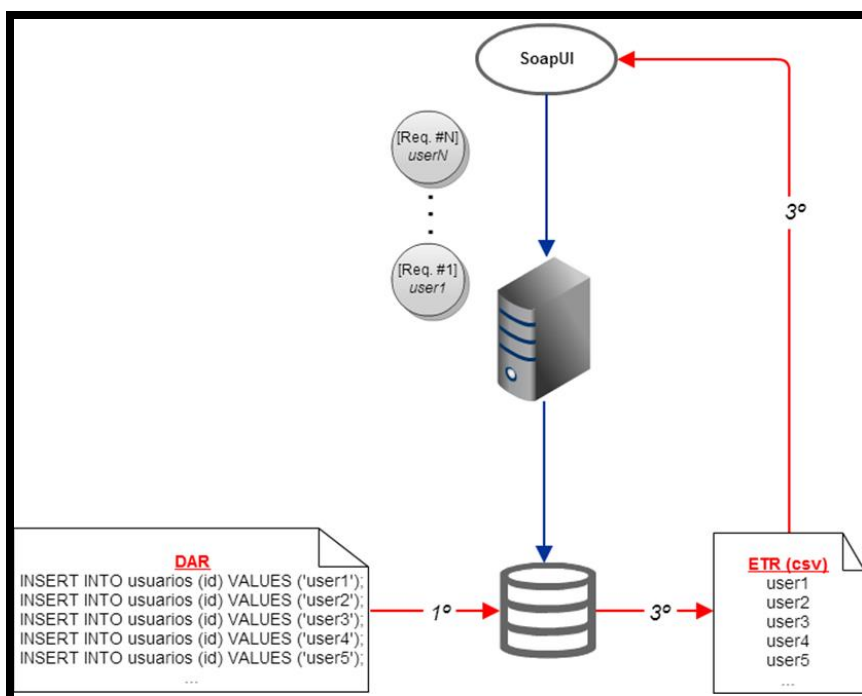 SoapUI
[Req. #N]
userN
[Req. #1]
user1
3º
DAR
INSERT INTO usuarios (id) VALUES ('user1');
INSERT INTO usuarios (id) VALUES ('user2');
INSERT INTO usuarios (id) VALUES ('user3');
INSERT INTO usuarios (id) VALUES ('user4');
INSERT INTO usuarios (id) VALUES ('user5');
...
1º
3º
ETR (csv)
user1
user2
user3
user4
user5
...